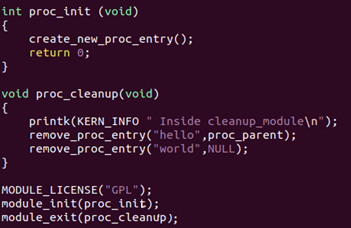 int proc_init (void)
{
    create_new_proc_entry();
    return 0;
}
void proc_cleanup(void)
{
    printk(KERN_INFO " Inside cleanup_module\n");
    remove_proc_entry("hello",proc_parent);
    remove_proc_entry("world",NULL);
}
MODULE_LICENSE("GPL");
module_init(proc_init);
module_exit(proc_cleanup);